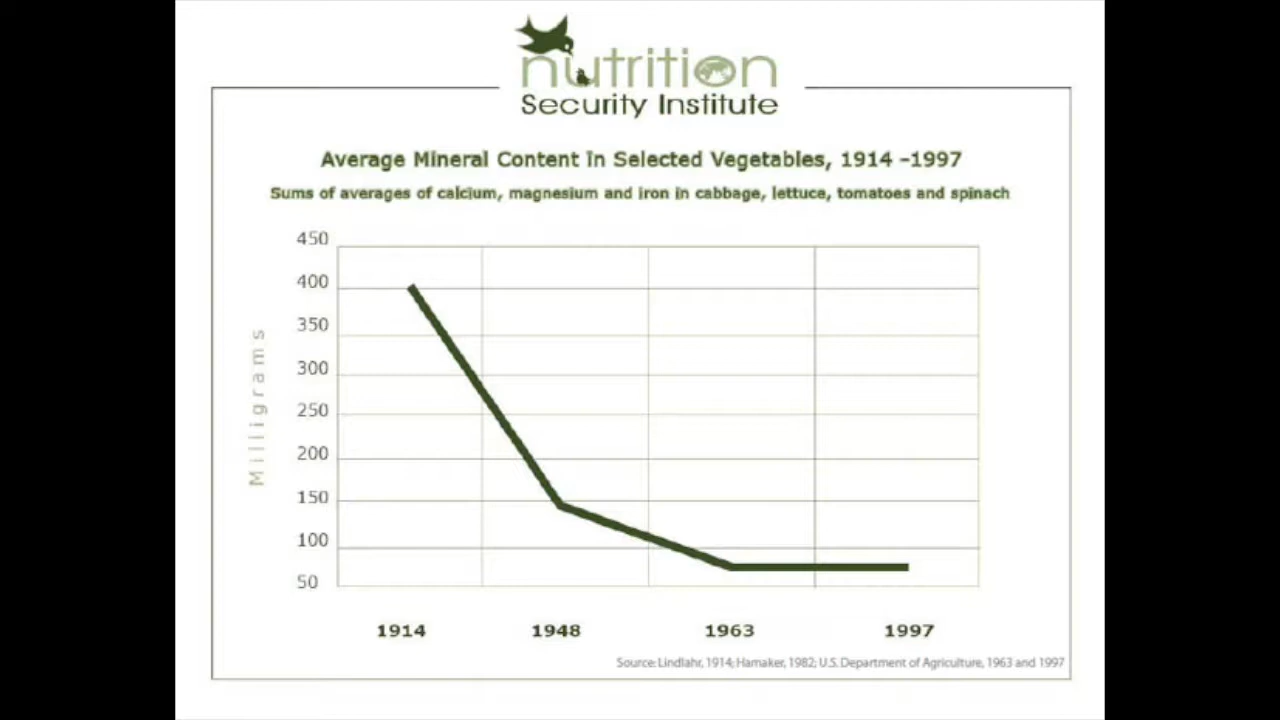 nutrition
Security Institute
Average Mineral Content in Selected Vegetables, 1914 -1997
Sums of averages of calcium, magnesium and iron in cabbage, lettuce, tomatoes and spinach
450
400
350
300
250
200
150
100
50
Milligrams
1914 1948 1963 1997
Source: Lindlahr, 1914; Hamaker, 1982; U.S. Department of Agriculture, 1963 and 1997